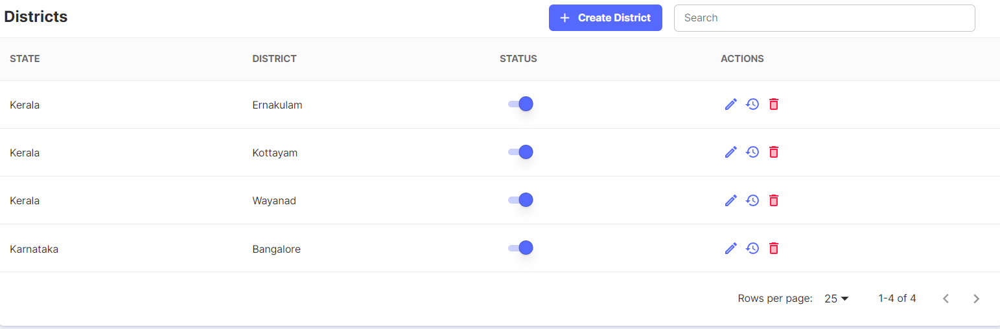 Districts
Create District
Search
STATE DISTRICT STATUS ACTIONS
Kerala Ernakulam
Kerala Kottayam
Kerala Wayanad
Karnataka Bangalore
Rows per page: 25 1-4 of 4